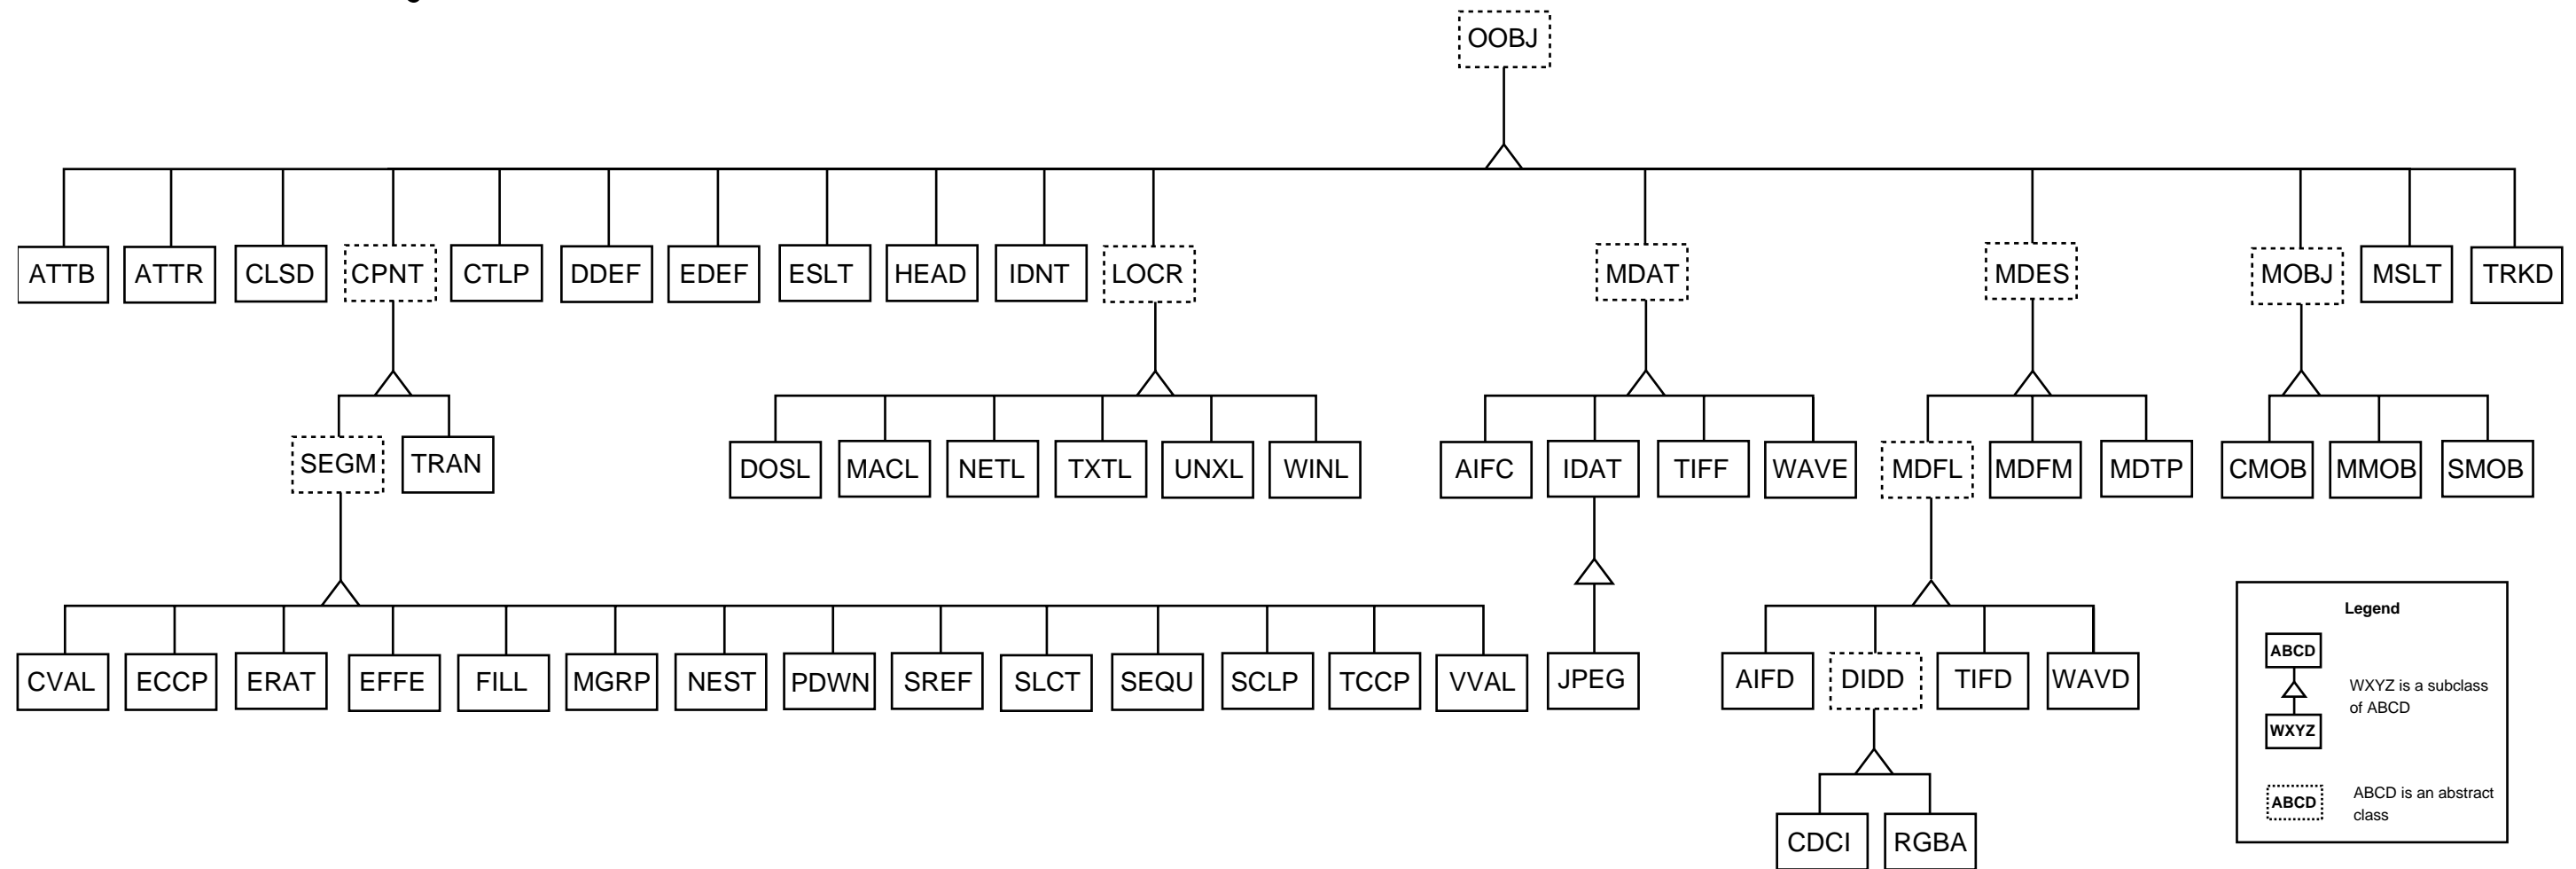 OOBJ
ATTB ATTR CLSD CPNT CTLP DDEF EDEF ESLT HEAD IDNT LOCR MDAT MDES MOBJ MSLT TRKD
SEGM TRAN DOSL MACL NETL TXTL UNXL WINL AIFC IDAT TIFF WAVE MDFL MDFM MDTP CMOB MMOB SMOB
CVAL ECCP ERAT EFFE FILL MGRP NEST PDWN SREF SLCT SEQU SCLP TCCP VVAL JPEG AIFD DIDD TIFD WAVD
CDCI RGBA
Legend
ABCD
WXYZ is a subclass
of ABCD
WXYZ
ABCD
ABCD is an abstract
class